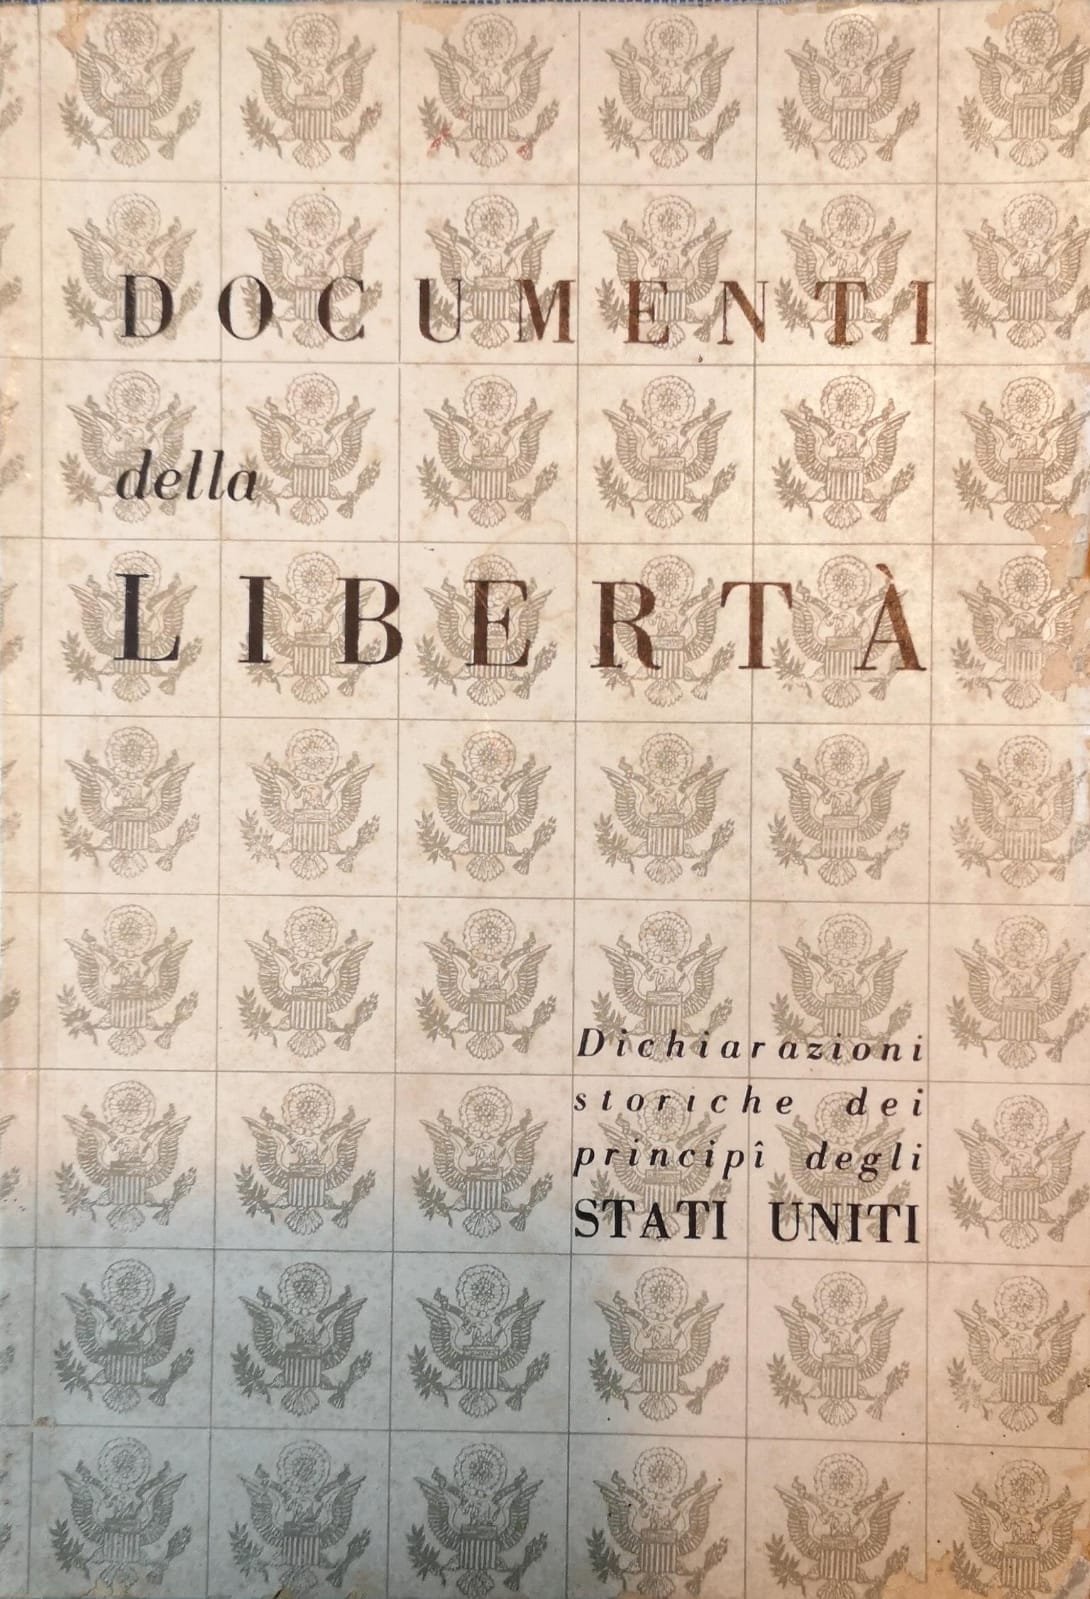 DOCUMENTI
della
LIBERTÀ
Dichiarazioni
storiche dei
principî degli
STATI UNITI